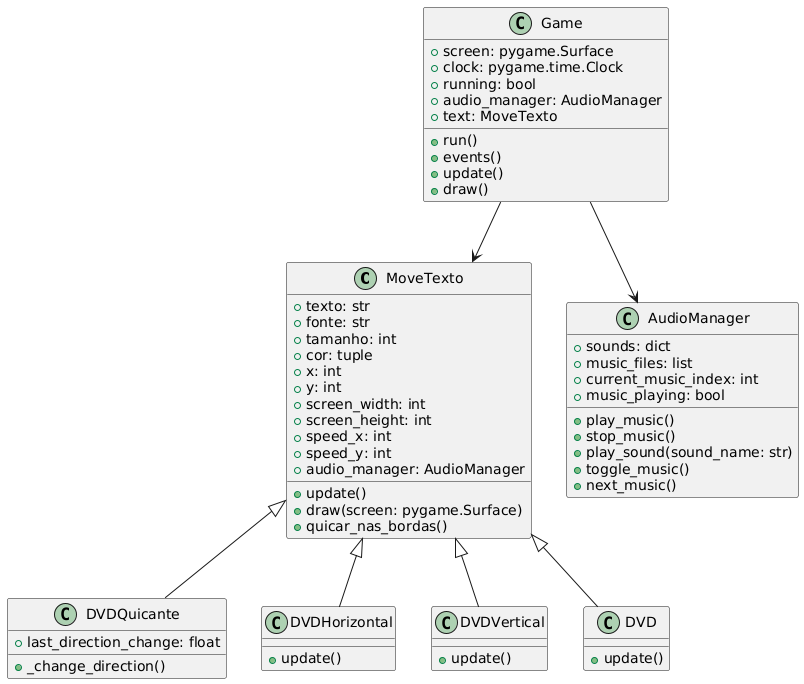 C Game
screen: pygame.Surface
clock: pygame.time.Clock
running: bool
audio_manager: AudioManager
text: MoveTexto
run()
events()
update()
draw()
C MoveTexto
texto: str
fonte: str
tamanho: int
cor: tuple
x: int
y: int
screen_width: int
screen_height: int
speed_x: int
speed_y: int
audio_manager: AudioManager
update()
draw(screen: pygame.Surface)
quicar_nas_bordas()
C AudioManager
sounds: dict
music_files: list
current_music_index: int
music_playing: bool
play_music()
stop_music()
play_sound(sound_name: str)
toggle_music()
next_music()
C DVDQuicante
last_direction_change: float
_change_direction()
C DVDHorizontal
update()
C DVDVertical
update()
C DVD
update()